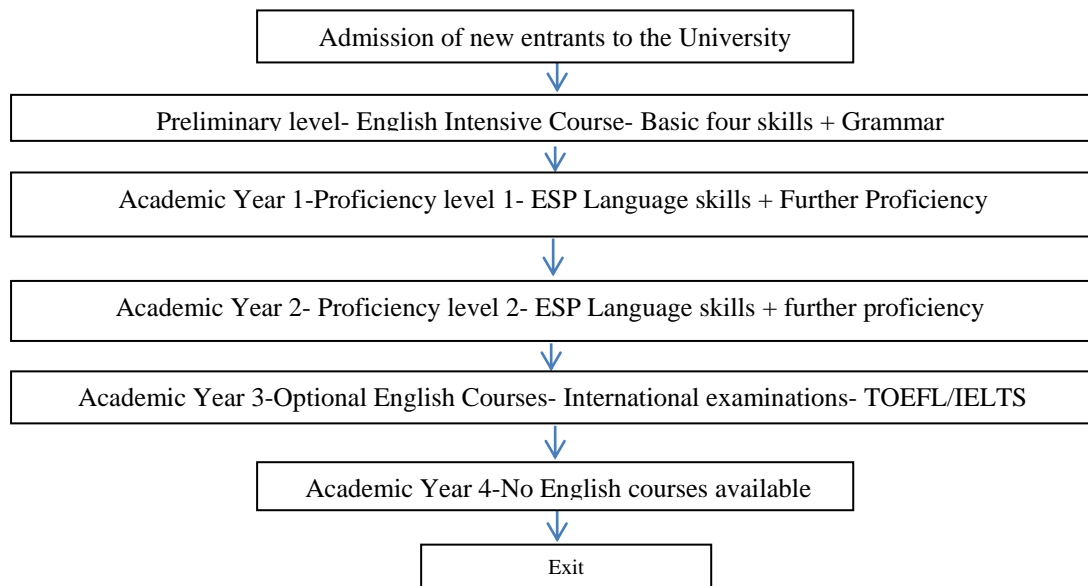 Admission of new entrants to the University
Preliminary level- English Intensive Course- Basic four skills + Grammar
Academic Year 1-Proficiency level 1- ESP Language skills + Further Proficiency
Academic Year 2- Proficiency level 2- ESP Language skills + further proficiency
Academic Year 3-Optional English Courses- International examinations- TOEFL/IELTS
Academic Year 4-No English courses available
Exit